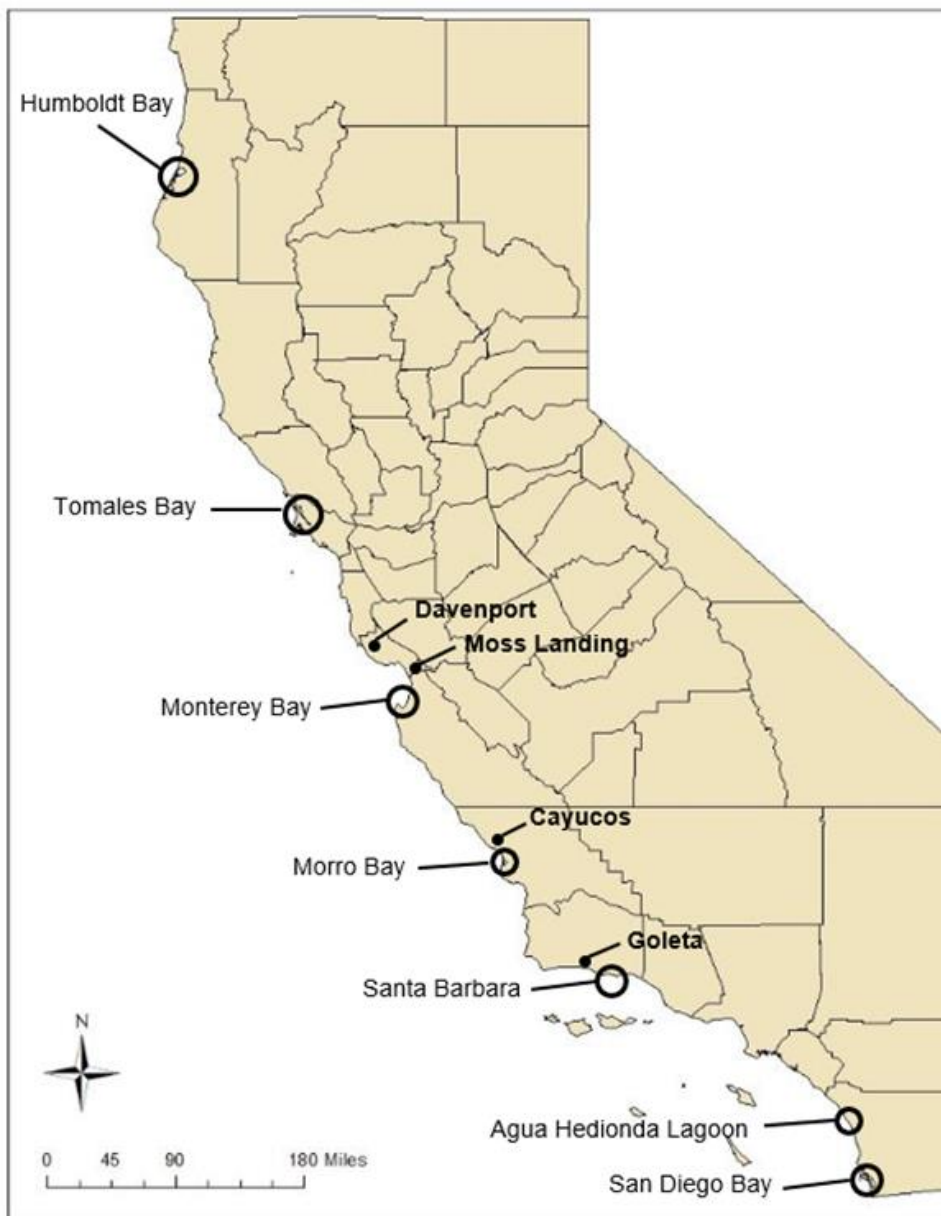 Humboldt Bay
Tomales Bay
Davenport
Moss Landing
Monterey Bay
Cayucos
Morro Bay
Goleta
Santa Barbara
N
Agua Hedionda Lagoon
0 45 90 180 Miles
San Diego Bay